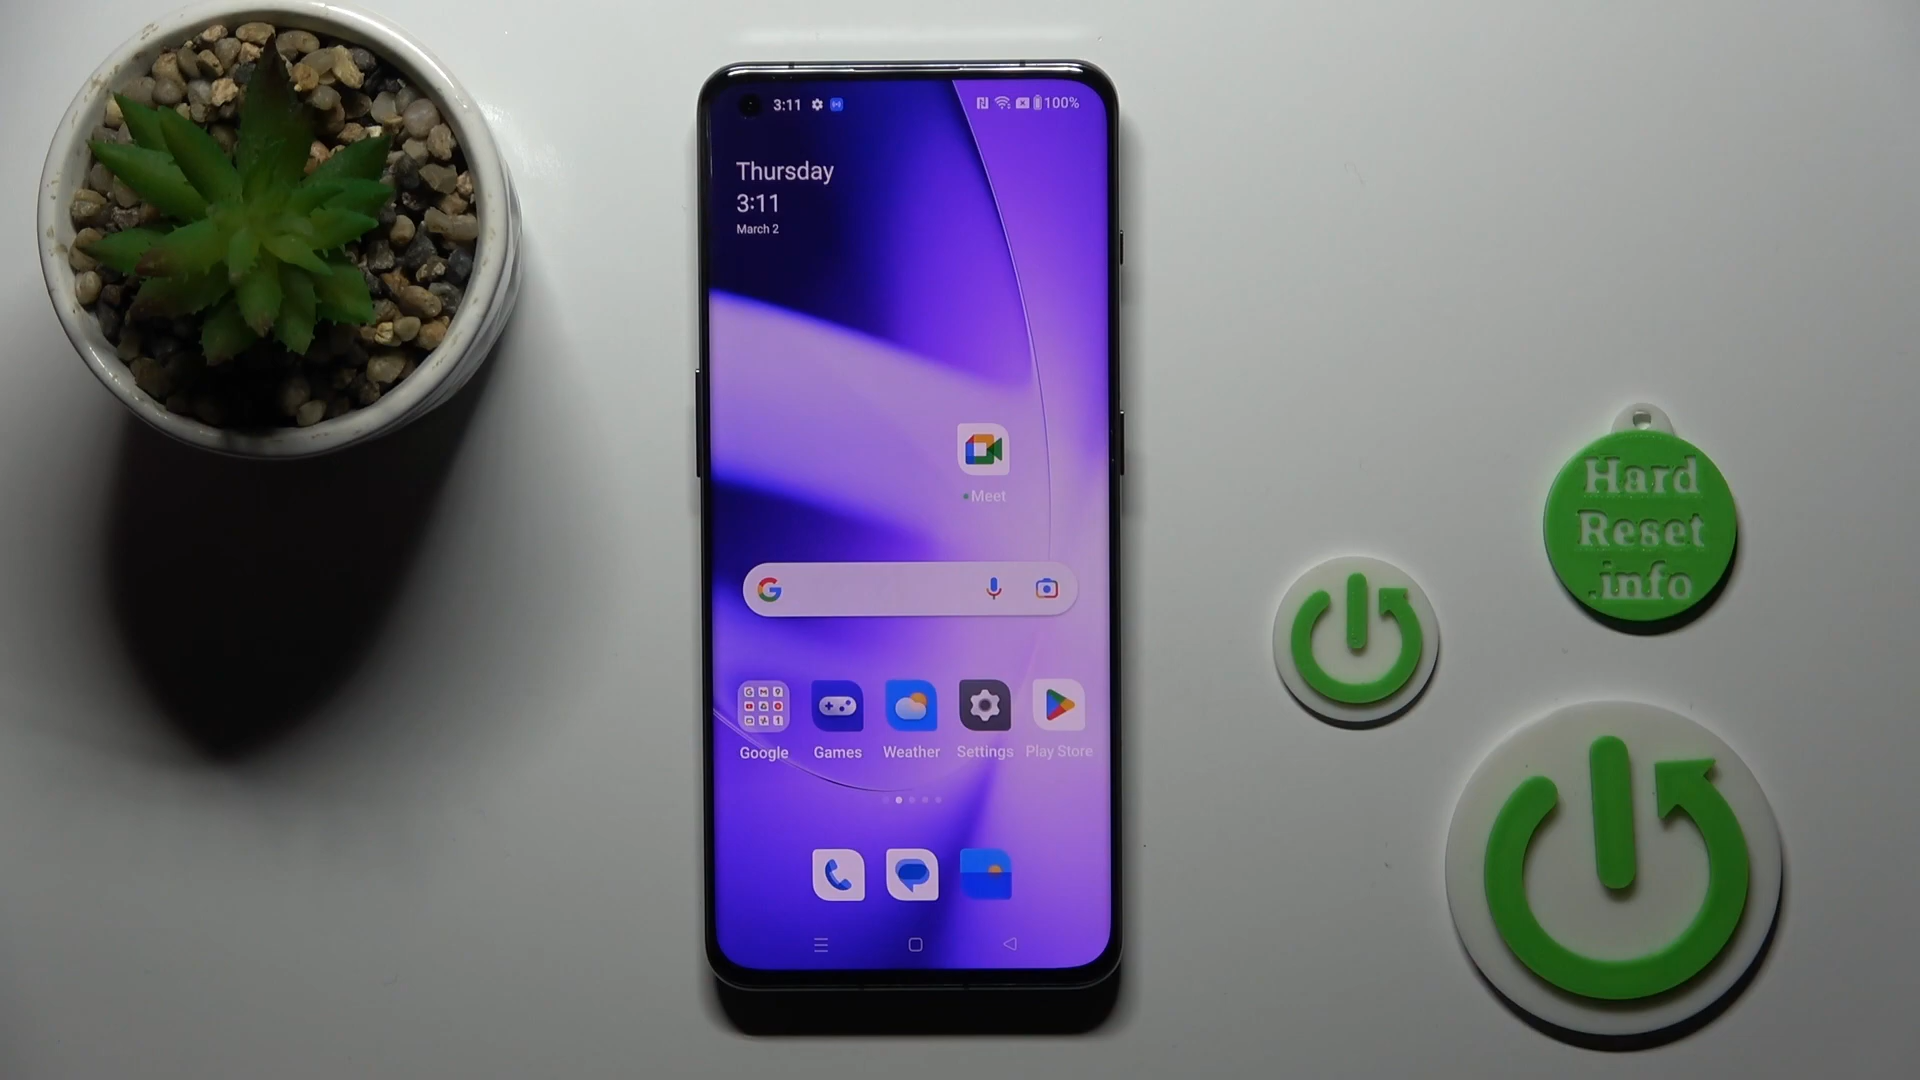 3:11
100%
Thursday
3:11
March 2
Meet
Google
Games
Weather
Settings
Play Store
Hard
Reset
.info